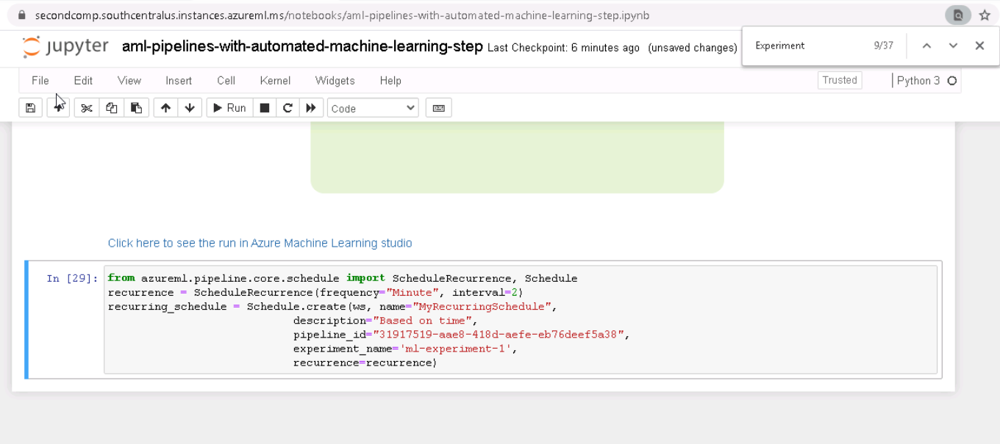 secondcomp.southcentralus.instances.azureml.ms/notebooks/aml-pipelines-with-automated-machine-learning-step.ipynb
jupyter aml-pipelines-with-automated-machine-learning-step Last Checkpoint: 6 minutes ago (unsaved changes)
Experiment 9/37
File Edit View Insert Cell Kernel Widgets Help Trusted Python 3
Run Code
Click here to see the run in Azure Machine Learning studio
In [29]: from azureml.pipeline.core.schedule import ScheduleRecurrence, Schedule
recurrence = ScheduleRecurrence(frequency="Minute", interval=2)
recurring_schedule = Schedule.create(ws, name="MyRecurringSchedule",
description="Based on time",
pipeline_id="31917519-aae8-418d-aefe-eb76deef5a38",
experiment_name='ml-experiment-1',
recurrence=recurrence)